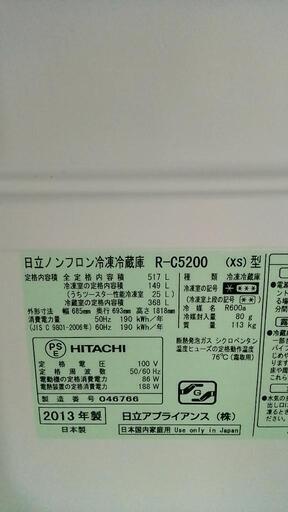 日立ノンフロン冷凍冷蔵庫 R-C5200 (XS) 型
定格内容積 全定格内容積 517 L
冷凍室の定格内容積 149 L
(うちツースター性能冷凍室 25 L)
冷蔵室の定格内容積 368 L
外形寸法 幅 685mm 奥行 693mm 高さ 1818mm
消費電力量 50Hz 190 kWh/年
(JIS C 9801-2006年) 60Hz 190 kWh/年
種類 冷凍冷蔵庫
冷凍室の記号
(冷凍室上段の記号)
冷媒 R600a
冷媒封入量 80 g
質量 113 kg
PS
E
HITACHI
定格電圧 100 V
定格周波数 50/60 Hz
電動機の定格消費電力 86 W
電熱装置の定格消費電力 188 W
製造番号 046766
断熱発泡ガス シクロペンタン
温度ヒューズの定格動作温度
76℃ (霜取用)
2013年製 日立アプライアンス(株)
日本製 日本国内家庭用 Use only in Japan